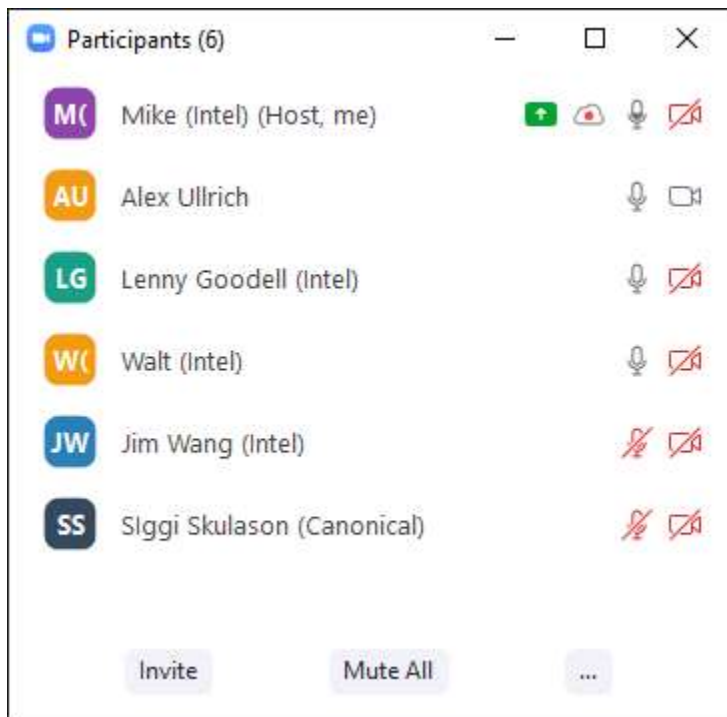 Participants (6)
M( Mike (Intel) (Host, me)
AU Alex Ullrich
LG Lenny Goodell (Intel)
W( Walt (Intel)
JW Jim Wang (Intel)
SS SIggi Skulason (Canonical)
Invite Mute All ...